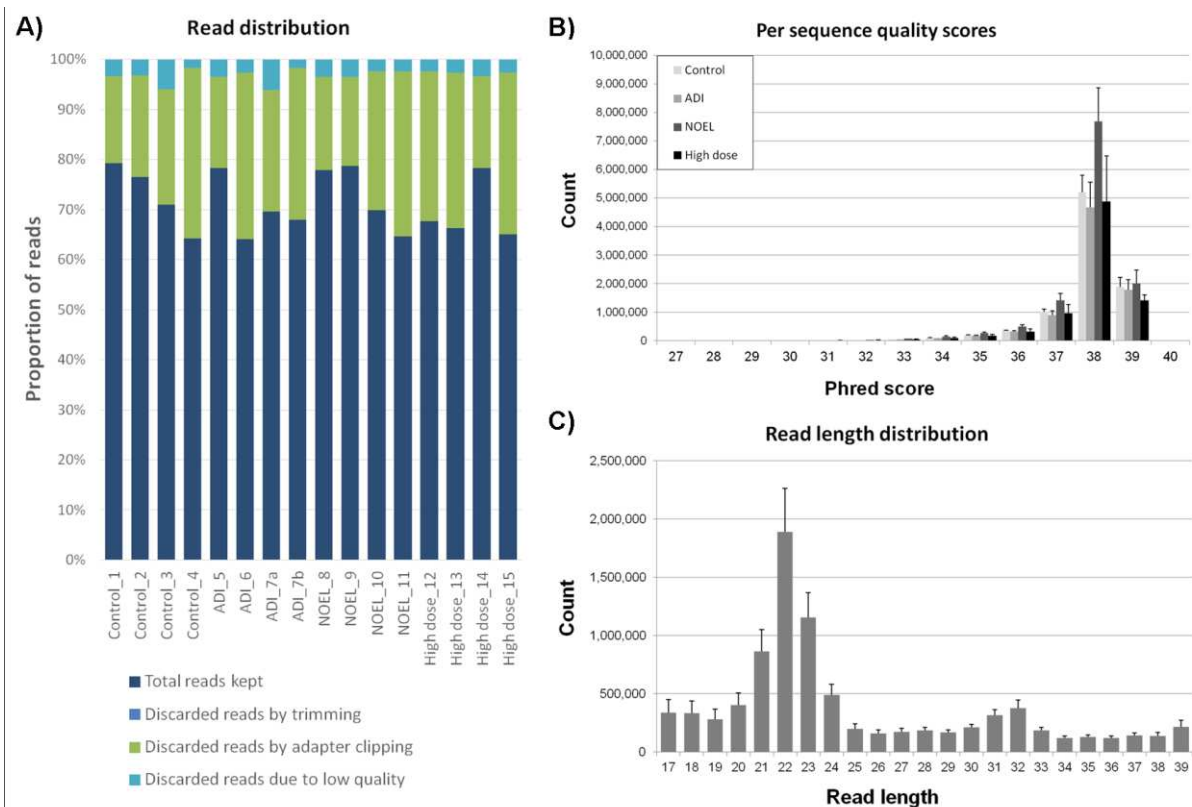 A)
Read distribution
100%
90%
80%
70%
60%
50%
40%
30%
20%
10%
0%
Proportion of reads
Control_1
Control_2
Control_3
Control_4
ADI_5
ADI_6
ADI_7a
ADI_7b
NOEL_8
NOEL_9
NOEL_10
NOEL_11
High dose_12
High dose_13
High dose_14
High dose_15
Total reads kept
Discarded reads by trimming
Discarded reads by adapter clipping
Discarded reads due to low quality
B)
Per sequence quality scores
10,000,000
9,000,000
8,000,000
7,000,000
6,000,000
5,000,000
4,000,000
3,000,000
2,000,000
1,000,000
0
Count
Control
ADI
NOEL
High dose
27 28 29 30 31 32 33 34 35 36 37 38 39 40
Phred score
C)
Read length distribution
2,500,000
2,000,000
1,500,000
1,000,000
500,000
0
Count
17 18 19 20 21 22 23 24 25 26 27 28 29 30 31 32 33 34 35 36 37 38 39
Read length